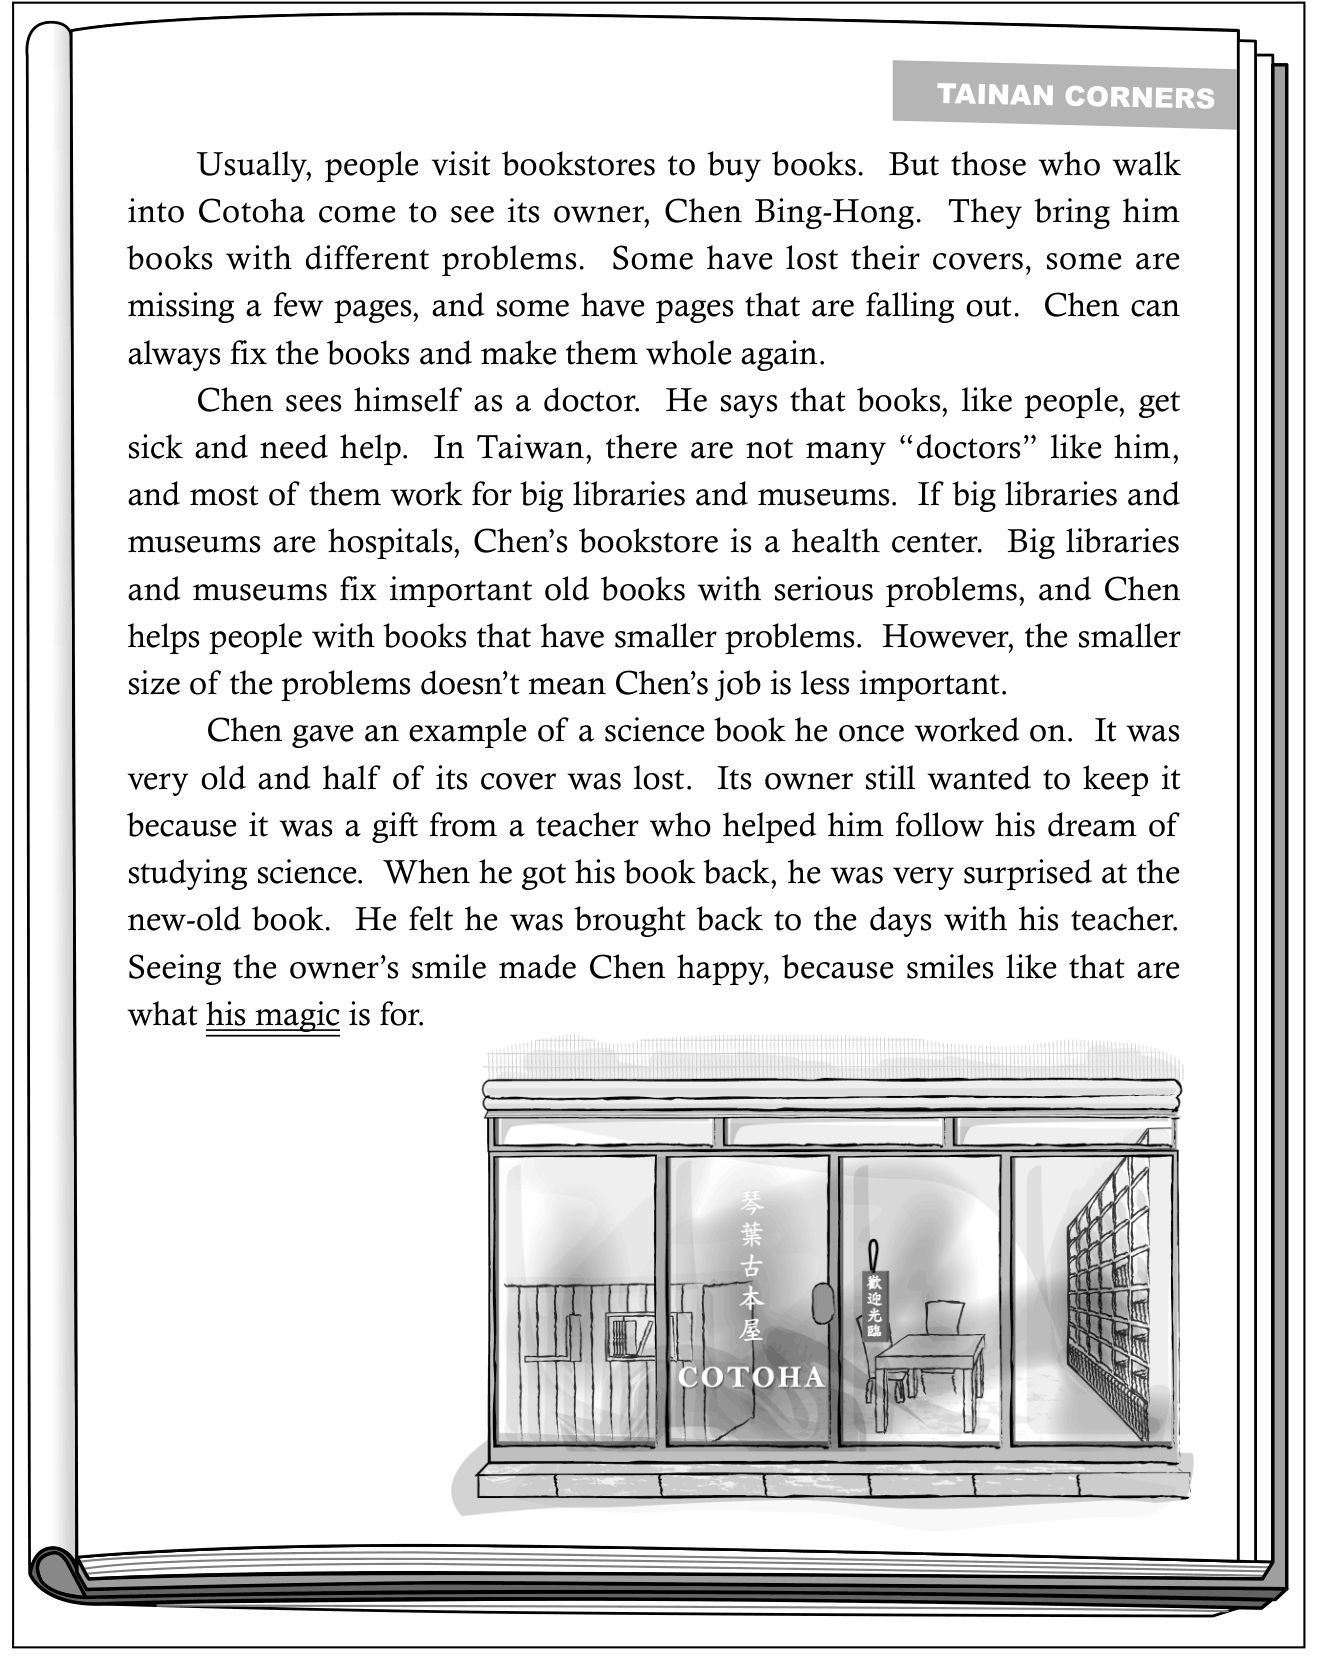 TAINAN CORNERS
Usually, people visit bookstores to buy books. But those who walk
into Cotoha come to see its owner, Chen Bing-Hong. They bring him
books with different problems. Some have lost their covers, some are
missing a few pages, and some have pages that are falling out. Chen can
always fix the books and make them whole again.
Chen sees himself as a doctor. He says that books, like people, get
sick and need help. In Taiwan, there are not many “doctors” like him,
and most of them work for big libraries and museums. If big libraries and
museums are hospitals, Chen’s bookstore is a health center. Big libraries
and museums fix important old books with serious problems, and Chen
helps people with books that have smaller problems. However, the smaller
size of the problems doesn’t mean Chen’s job is less important.
Chen gave an example of a science book he once worked on. It was
very old and half of its cover was lost. Its owner still wanted to keep it
because it was a gift from a teacher who helped him follow his dream of
studying science. When he got his book back, he was very surprised at the
new-old book. He felt he was brought back to the days with his teacher.
Seeing the owner’s smile made Chen happy, because smiles like that are
what his magic is for.
琴葉古本屋
COTOHA
歡迎光臨